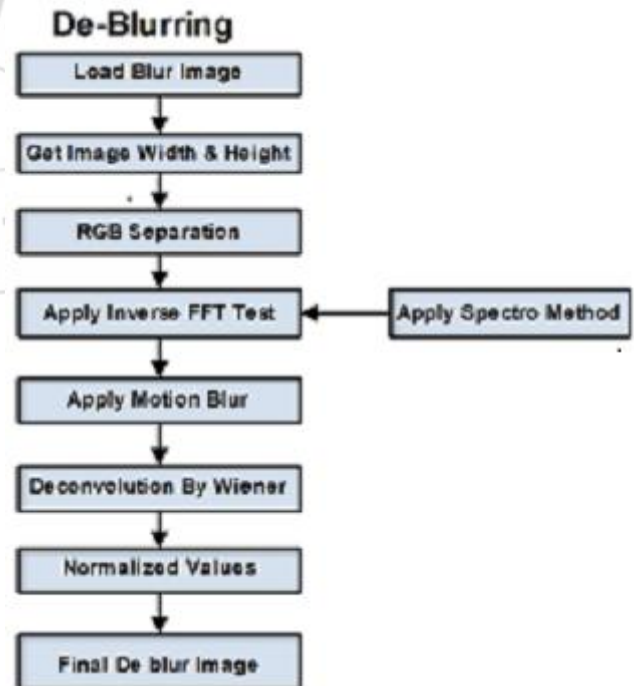 De-Blurring
Load Blur Image
Get Image Width & Height
RGB Separation
Apply Inverse FFT Test
Apply Spectro Method
Apply Motion Blur
Deconvolution By Wiener
Normalized Values
Final De blur Image